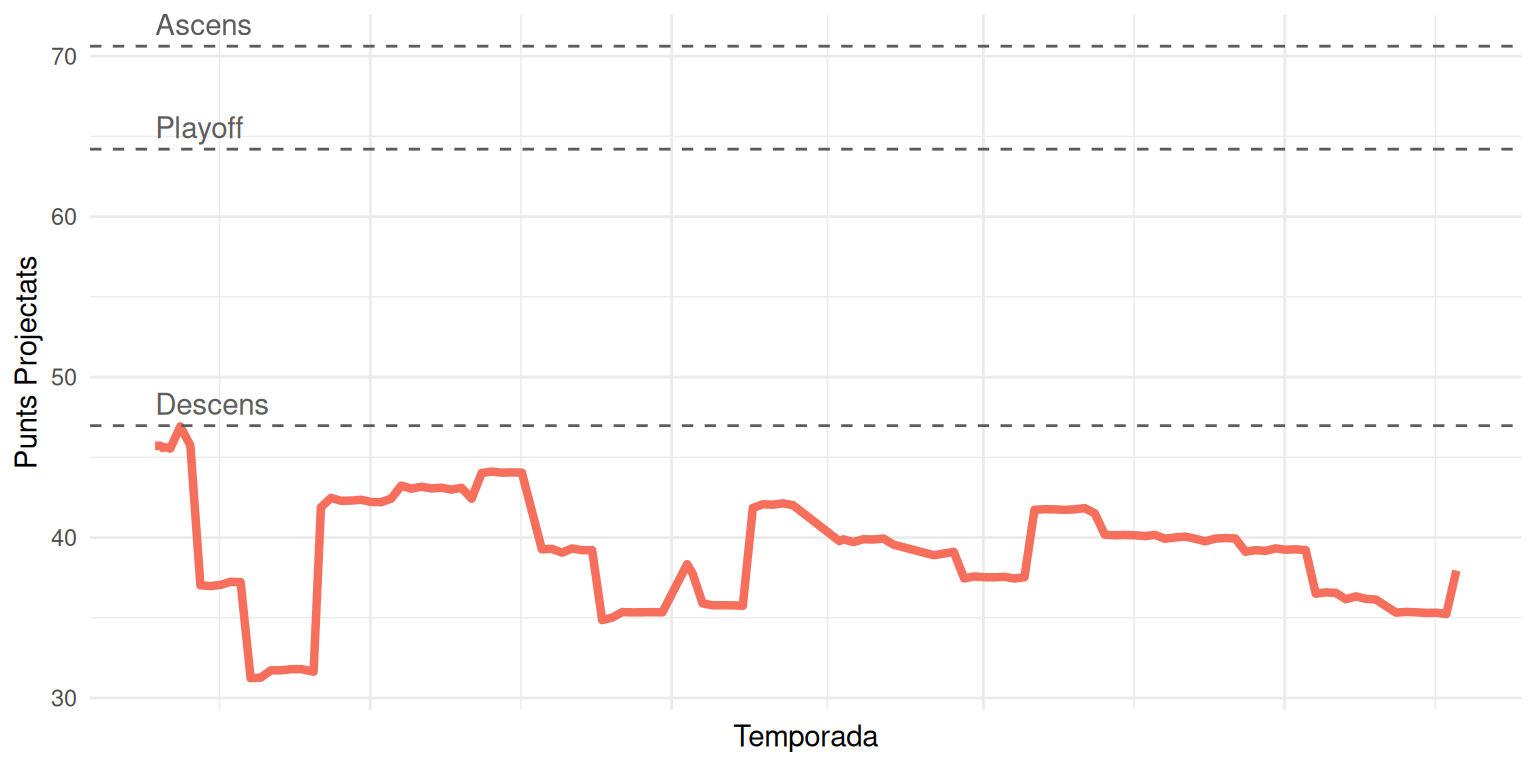 Ascens
70
Playoff
60
Punts Projectats
50
Descens
40
30
Temporada